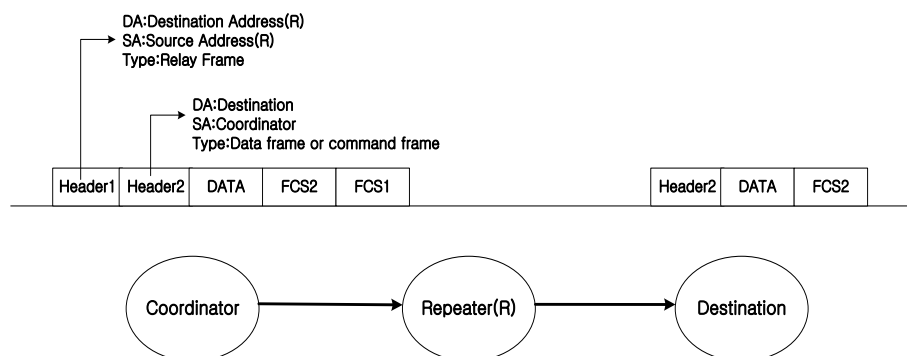 DA:Destination Address(R)
SA:Source Address(R)
Type:Relay Frame
DA:Destination
SA:Coordinator
Type:Data frame or command frame
Header1 Header2 DATA FCS2 FCS1
Header2 DATA FCS2
Coordinator
Repeater(R)
Destination